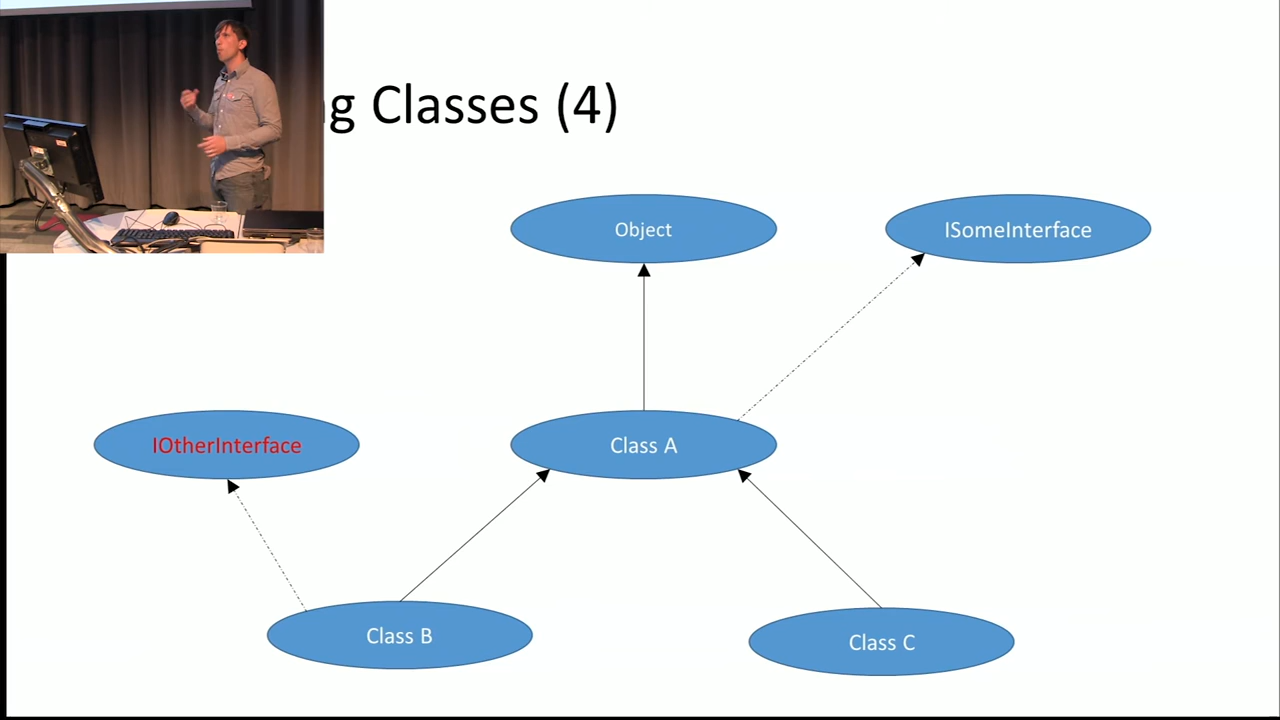 g Classes (4)
Object
ISomeInterface
IOtherInterface
Class A
Class B
Class C